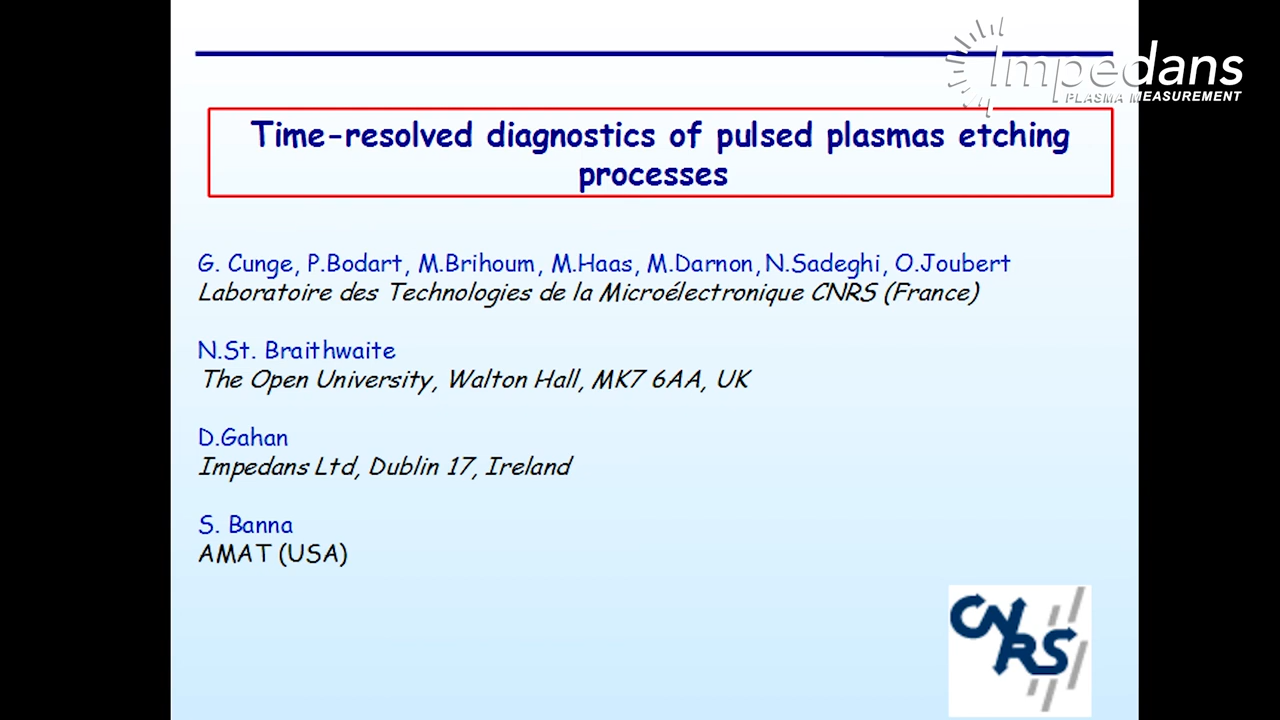 Impedans
PLASMA MEASUREMENT
Time-resolved diagnostics of pulsed plasmas etching
processes
G. Cunge, P.Bodart, M.Brihoum, M.Haas, M.Darnon, N.Sadeghi, O.Joubert
Laboratoire des Technologies de la Microélectronique CNRS (France)
N.St. Braithwaite
The Open University, Walton Hall, MK7 6AA, UK
D.Gahan
Impedans Ltd, Dublin 17, Ireland
S. Banna
AMAT (USA)
CNRS